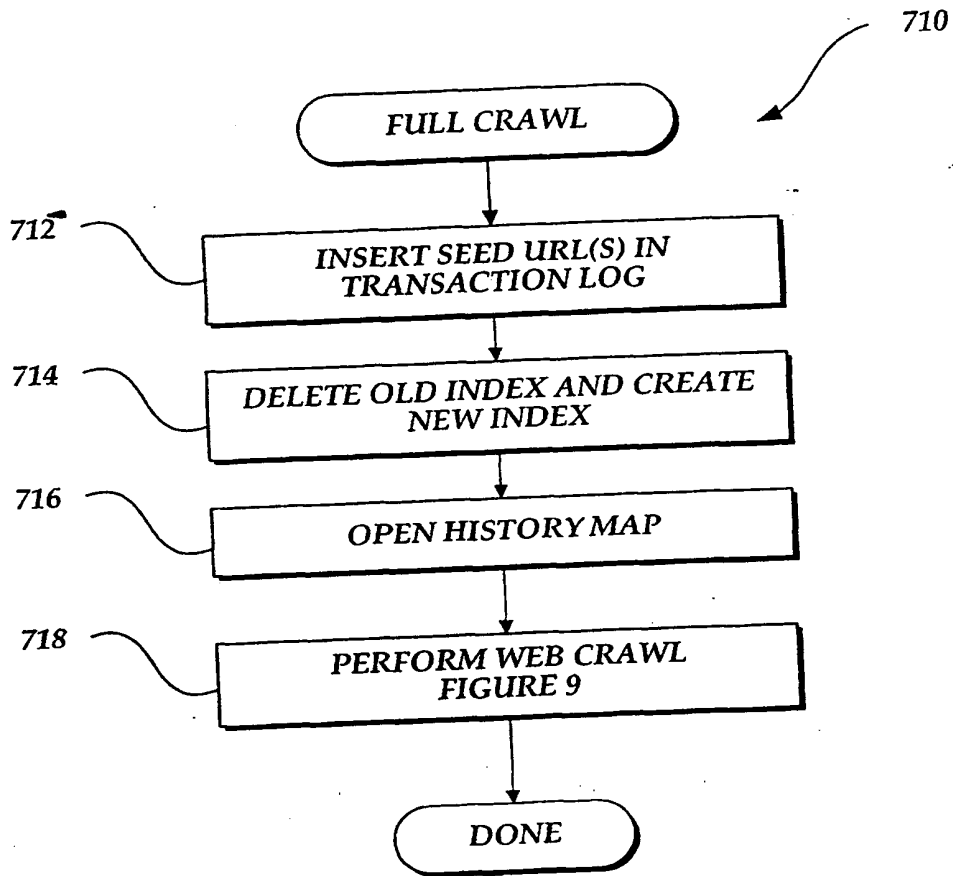 710
FULL CRAWL
712
INSERT SEED URL(S) IN
TRANSACTION LOG
714
DELETE OLD INDEX AND CREATE
NEW INDEX
716
OPEN HISTORY MAP
718
PERFORM WEB CRAWL
FIGURE 9
DONE